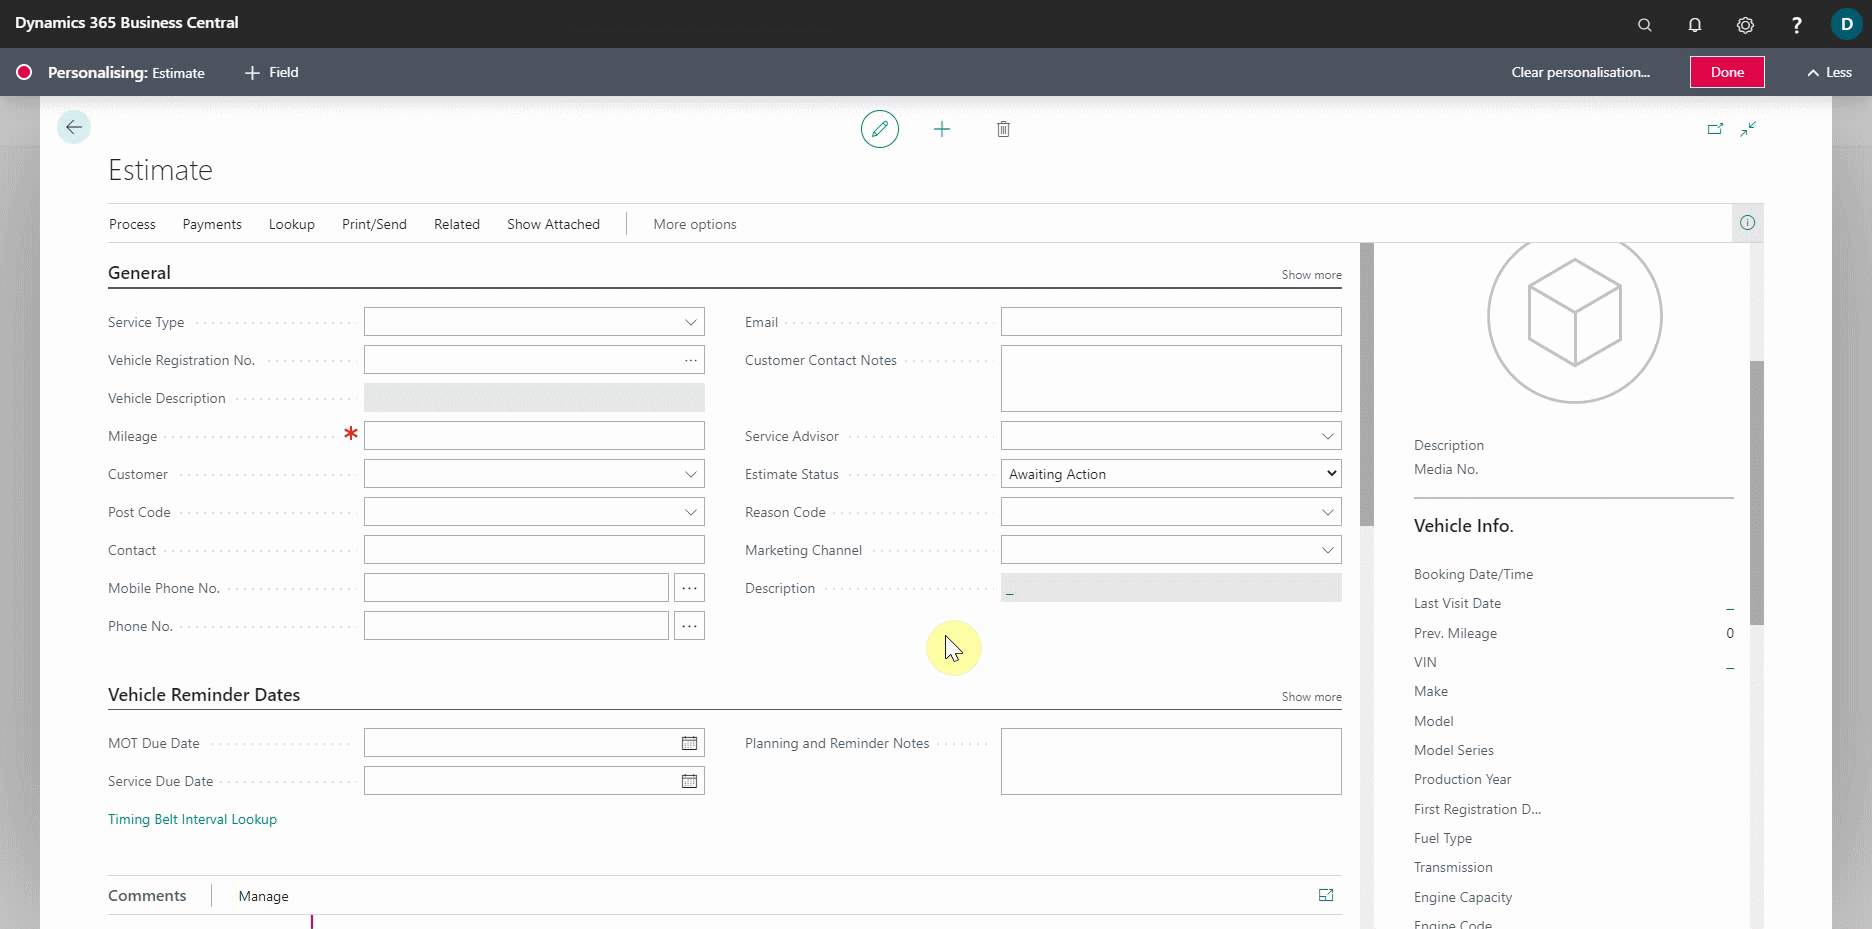 Dynamics 365 Business Central
?
D
Personalising: Estimate
+ Field
Clear personalisation...
Done
Less
Estimate
Process
Payments
Lookup
Print/Send
Related
Show Attached
More options
General
Show more
Service Type
Vehicle Registration No.
Vehicle Description
Mileage *
Customer
Post Code
Contact
Mobile Phone No.
Phone No.
Email
Customer Contact Notes
Service Advisor
Estimate Status Awaiting Action
Reason Code
Marketing Channel
Description _
Vehicle Reminder Dates
Show more
MOT Due Date
Service Due Date
Timing Belt Interval Lookup
Planning and Reminder Notes
Comments
Manage
Description
Media No.
Vehicle Info.
Booking Date/Time
Last Visit Date _
Prev. Mileage 0
VIN _
Make
Model
Model Series
Production Year
First Registration D...
Fuel Type
Transmission
Engine Capacity
Engine Code